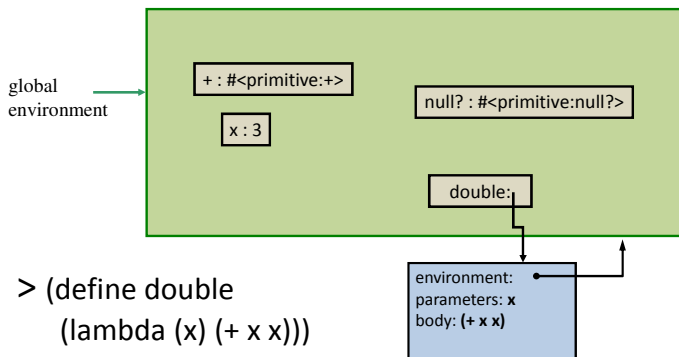 global
environment
+ : #<primitive:+>
null? : #<primitive:null?>
x : 3
double:
environment:
parameters: x
body: (+ x x)
> (define double
(lambda (x) (+ x x)))